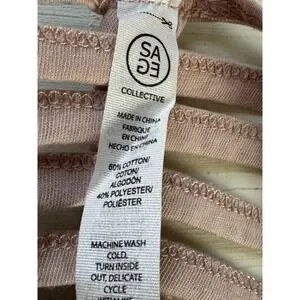 SA
GE
COLLECTIVE
MADE IN CHINA
FABRIQUE
EN CHINE
HECHO EN CHINA
60% COTTON/
COTON/
ALGODÓN
40% POLYESTER/
POLIÉSTER
MACHINE WASH
COLD,
TURN INSIDE
OUT, DELICATE
CYCLE